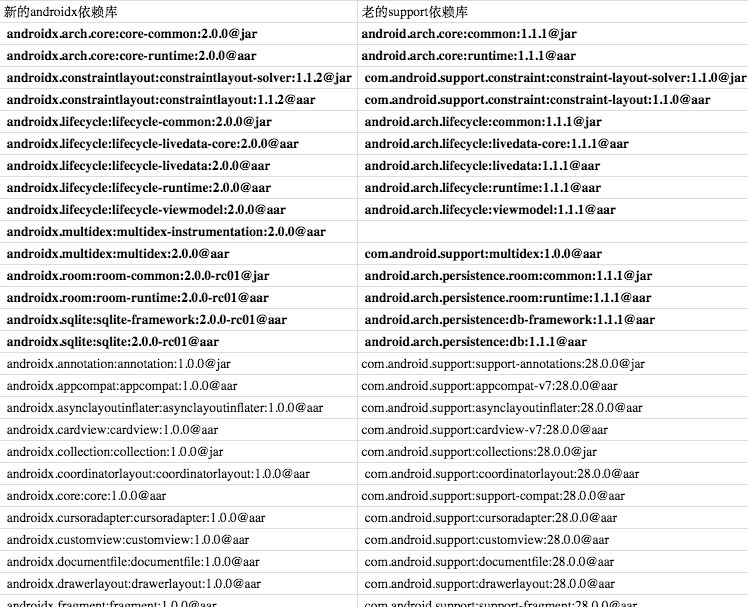 新的androidx依赖库 老的support依赖库
androidx.arch.core:core-common:2.0.0@jar android.arch.core:common:1.1.1@jar
androidx.arch.core:core-runtime:2.0.0@aar android.arch.core:runtime:1.1.1@aar
androidx.constraintlayout:constraintlayout-solver:1.1.2@jar com.android.support.constraint:constraint-layout-solver:1.1.0@jar
androidx.constraintlayout:constraintlayout:1.1.2@aar com.android.support.constraint:constraint-layout:1.1.0@aar
androidx.lifecycle:lifecycle-common:2.0.0@jar android.arch.lifecycle:common:1.1.1@jar
androidx.lifecycle:lifecycle-livedata-core:2.0.0@aar android.arch.lifecycle:livedata-core:1.1.1@aar
androidx.lifecycle:lifecycle-livedata:2.0.0@aar android.arch.lifecycle:livedata:1.1.1@aar
androidx.lifecycle:lifecycle-runtime:2.0.0@aar android.arch.lifecycle:runtime:1.1.1@aar
androidx.lifecycle:lifecycle-viewmodel:2.0.0@aar android.arch.lifecycle:viewmodel:1.1.1@aar
androidx.multidex:multidex-instrumentation:2.0.0@aar
androidx.multidex:multidex:2.0.0@aar com.android.support:multidex:1.0.0@aar
androidx.room:room-common:2.0.0-rc01@jar android.arch.persistence.room:common:1.1.1@jar
androidx.room:room-runtime:2.0.0-rc01@aar android.arch.persistence.room:runtime:1.1.1@aar
androidx.sqlite:sqlite-framework:2.0.0-rc01@aar android.arch.persistence:db-framework:1.1.1@aar
androidx.sqlite:sqlite:2.0.0-rc01@aar android.arch.persistence:db:1.1.1@aar
androidx.annotation:annotation:1.0.0@jar com.android.support:support-annotations:28.0.0@jar
androidx.appcompat:appcompat:1.0.0@aar com.android.support:appcompat-v7:28.0.0@aar
androidx.asynclayoutinflater:asynclayoutinflater:1.0.0@aar com.android.support:asynclayoutinflater:28.0.0@aar
androidx.cardview:cardview:1.0.0@aar com.android.support:cardview-v7:28.0.0@aar
androidx.collection:collection:1.0.0@jar com.android.support:collections:28.0.0@jar
androidx.coordinatorlayout:coordinatorlayout:1.0.0@aar com.android.support:coordinatorlayout:28.0.0@aar
androidx.core:core:1.0.0@aar com.android.support:support-compat:28.0.0@aar
androidx.cursoradapter:cursoradapter:1.0.0@aar com.android.support:cursoradapter:28.0.0@aar
androidx.customview:customview:1.0.0@aar com.android.support:customview:28.0.0@aar
androidx.documentfile:documentfile:1.0.0@aar com.android.support:documentfile:28.0.0@aar
androidx.drawerlayout:drawerlayout:1.0.0@aar com.android.support:drawerlayout:28.0.0@aar
androidx.fragment:fragment:1.0.0@aar com.android.support:support-fragment:28.0.0@aar